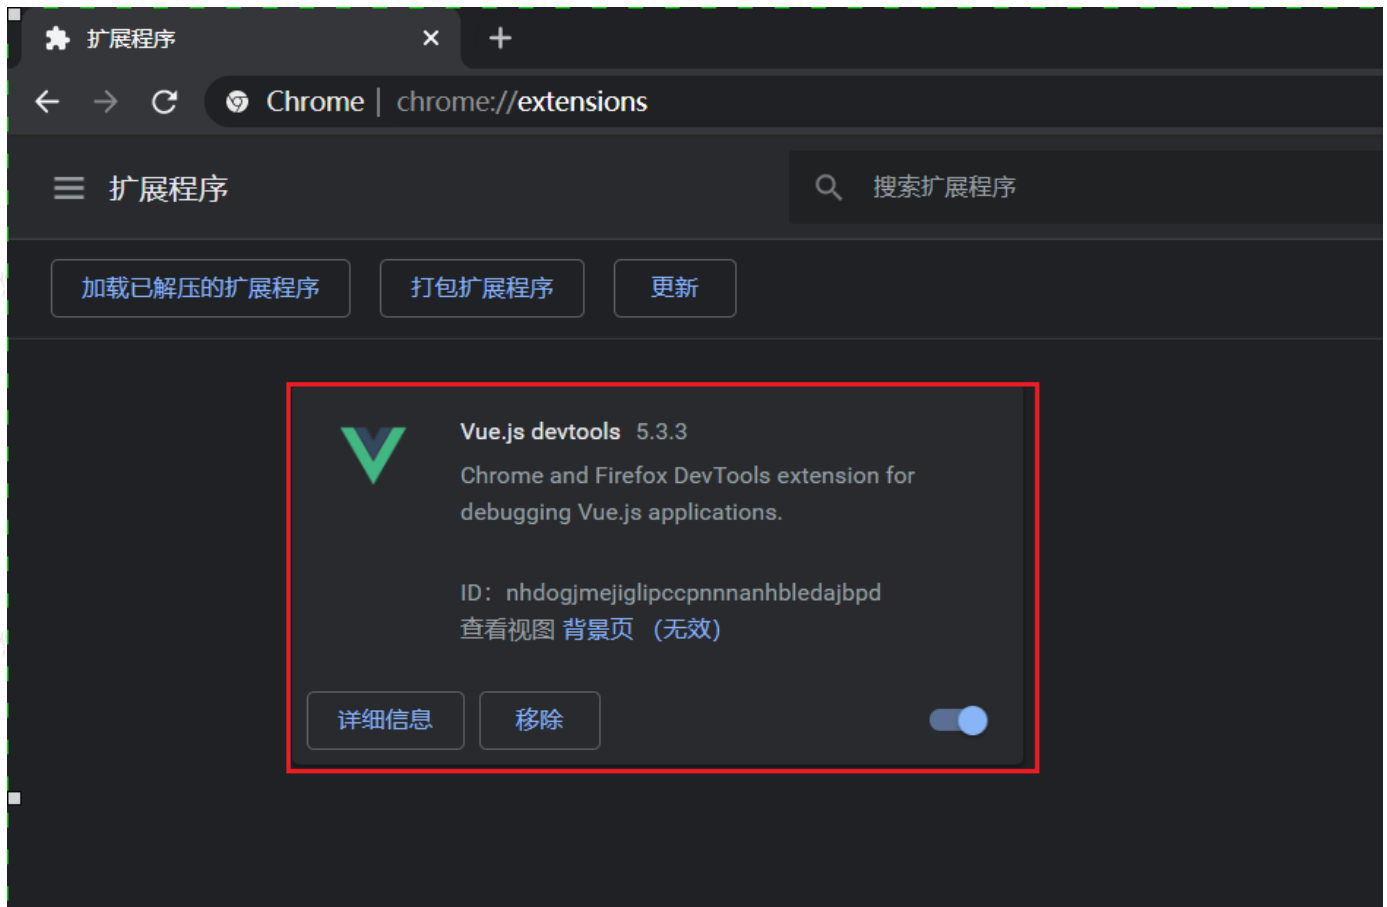 扩展程序
Chrome | chrome://extensions
扩展程序
搜索扩展程序
加载已解压的扩展程序 打包扩展程序 更新
Vue.js devtools 5.3.3
Chrome and Firefox DevTools extension for
debugging Vue.js applications.
ID：nhdogjmejiglipccpnnnanhbledajbpd
查看视图 背景页 （无效）
详细信息 移除